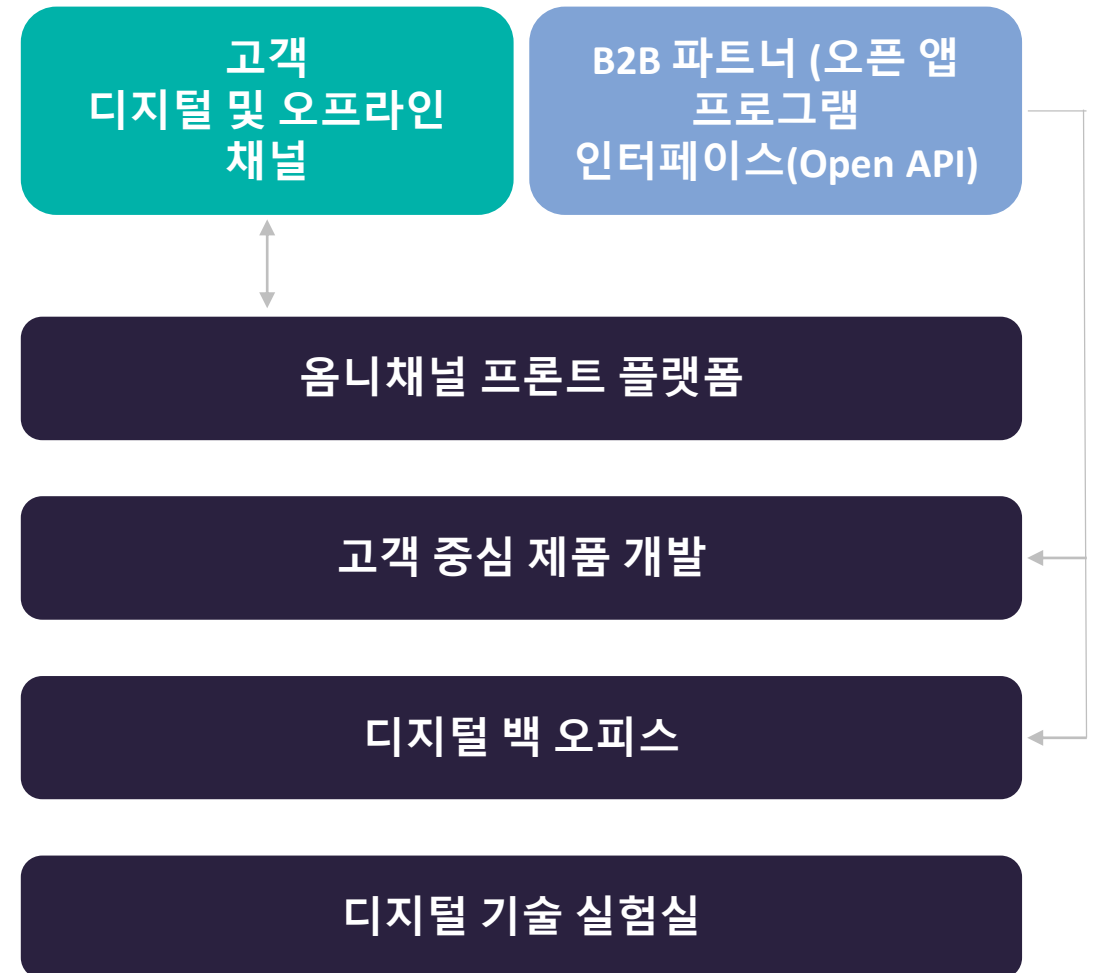 고객
디지털 및 오프라인
채널
B2B 파트너 (오픈 앱
프로그램
인터페이스(Open API)
옴니채널 프론트 플랫폼
고객 중심 제품 개발
디지털 백 오피스
디지털 기술 실험실